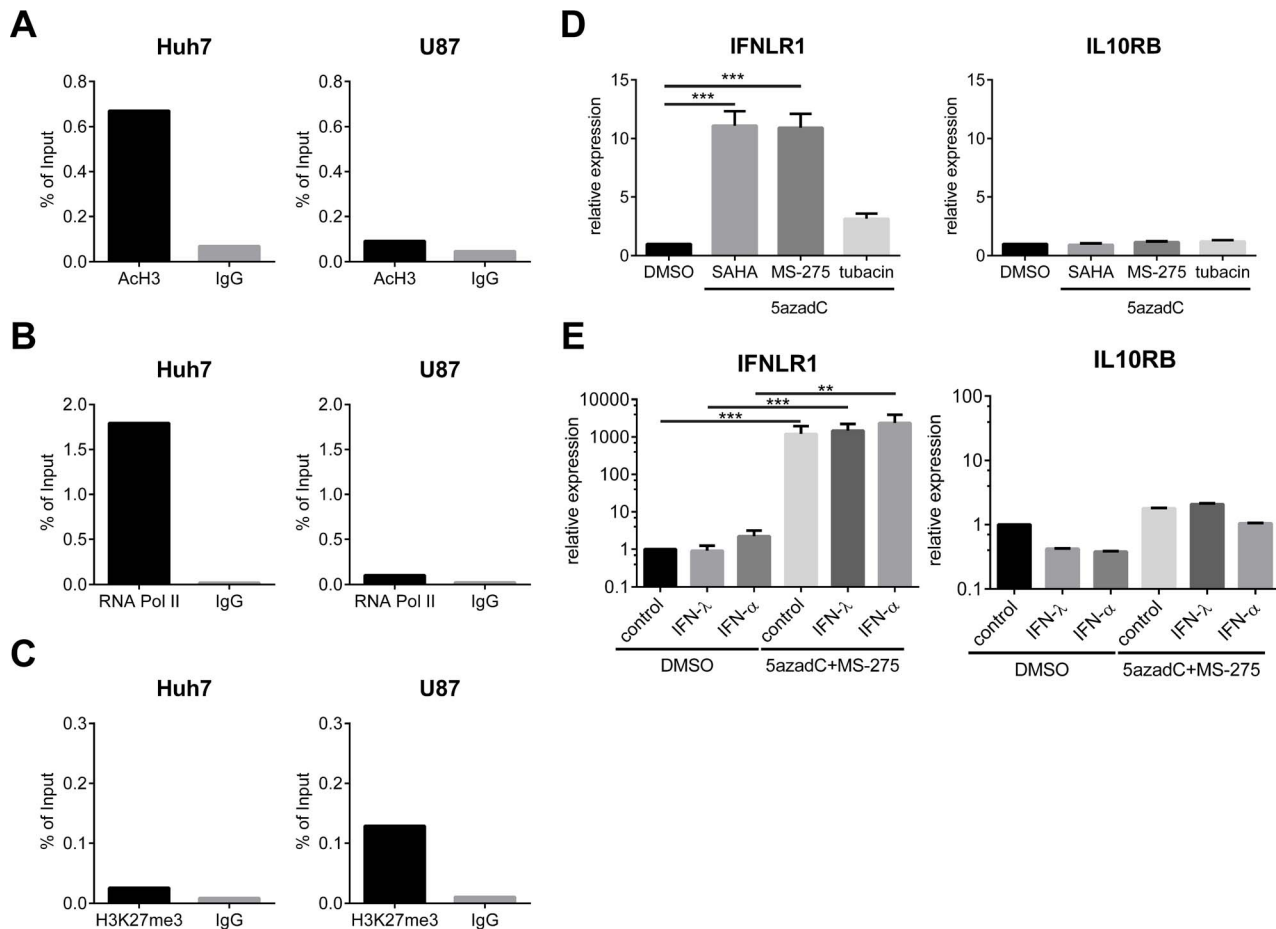 A
Huh7
% of Input
0.8
0.6
0.4
0.2
0.0
AcH3 IgG
U87
% of Input
0.8
0.6
0.4
0.2
0.0
AcH3 IgG
B
Huh7
% of Input
2.0
1.5
1.0
0.5
0.0
RNA Pol II IgG
U87
% of Input
2.0
1.5
1.0
0.5
0.0
RNA Pol II IgG
C
Huh7
% of Input
0.3
0.2
0.1
0.0
H3K27me3 IgG
U87
% of Input
0.3
0.2
0.1
0.0
H3K27me3 IgG
D
IFNLR1
relative expression
15
10
5
0
***
***
DMSO SAHA MS-275 tubacin
5azadC
IL10RB
relative expression
15
10
5
0
DMSO SAHA MS-275 tubacin
5azadC
E
IFNLR1
relative expression
10000
1000
100
10
1
0.1
**
***
***
control IFN-λ IFN-α control IFN-λ IFN-α
DMSO 5azadC+MS-275
IL10RB
relative expression
100
10
1
0.1
control IFN-λ IFN-α control IFN-λ IFN-α
DMSO 5azadC+MS-275